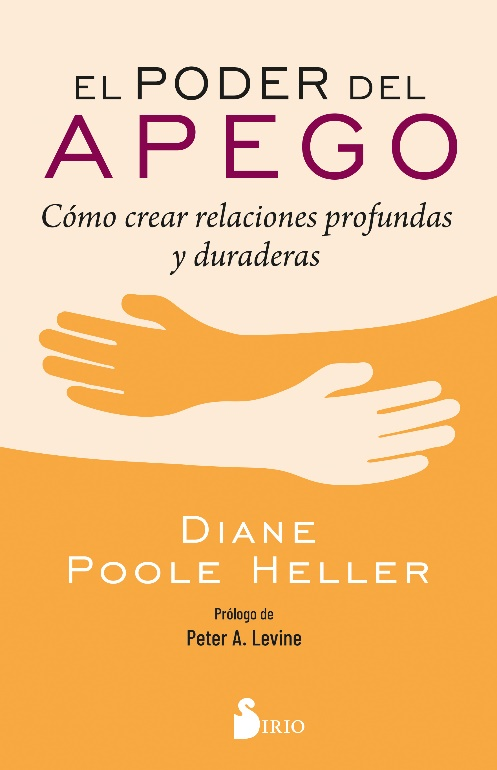 EL PODER DEL
APEGO
Cómo crear relaciones profundas
y duraderas
DIANE
POOLE HELLER
Prólogo de
Peter A. Levine
SIRIO